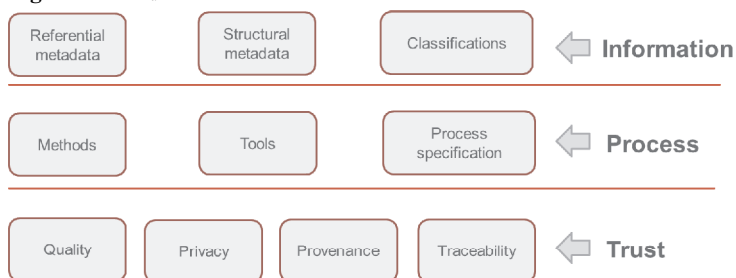 Referential
metadata
Structural
metadata
Classifications
Information
Methods
Tools
Process
specification
Process
Quality
Privacy
Provenance
Traceability
Trust